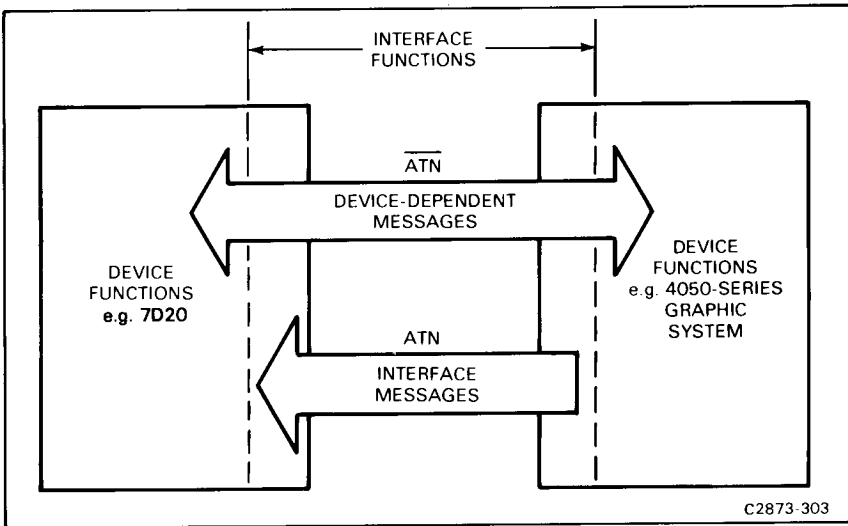 INTERFACE
FUNCTIONS
ATN
DEVICE-DEPENDENT
MESSAGES
DEVICE
FUNCTIONS
e.g. 7D20
DEVICE
FUNCTIONS
e.g. 4050-SERIES
GRAPHIC
SYSTEM
ATN
INTERFACE
MESSAGES
C2873-303